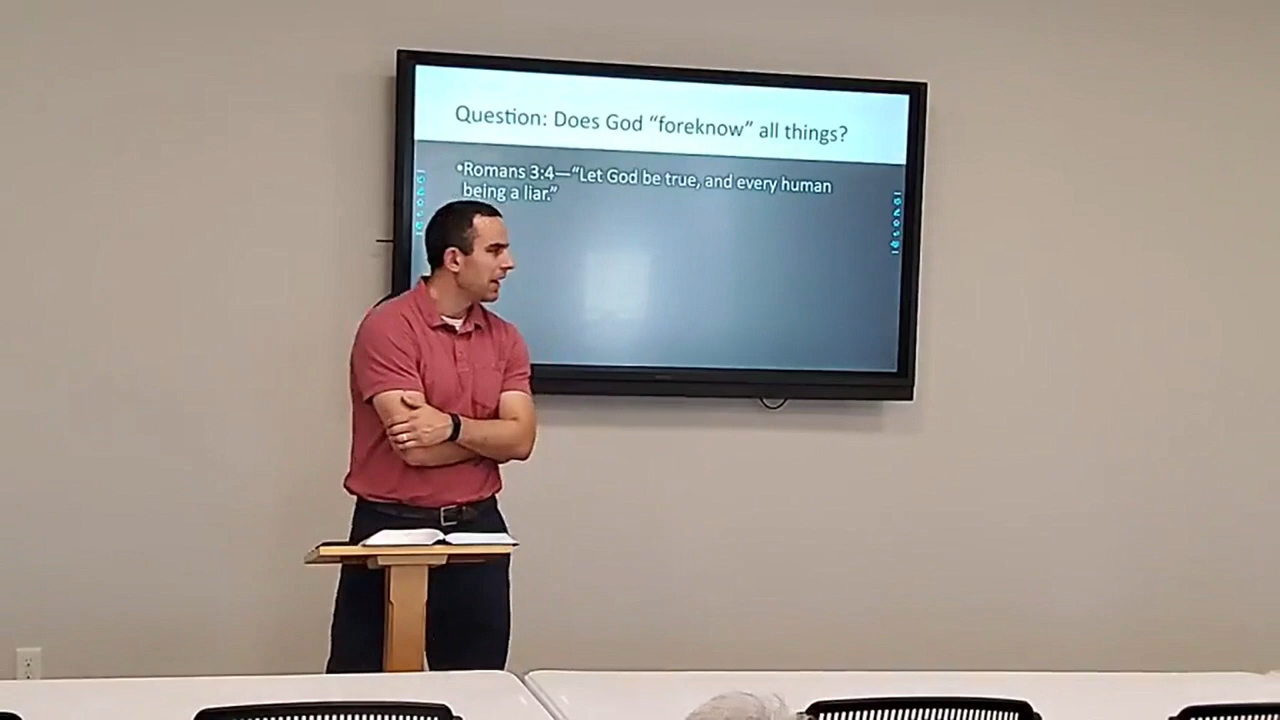 Question: Does God “foreknow” all things?
•Romans 3:4—“Let God be true, and every human
being a liar.”